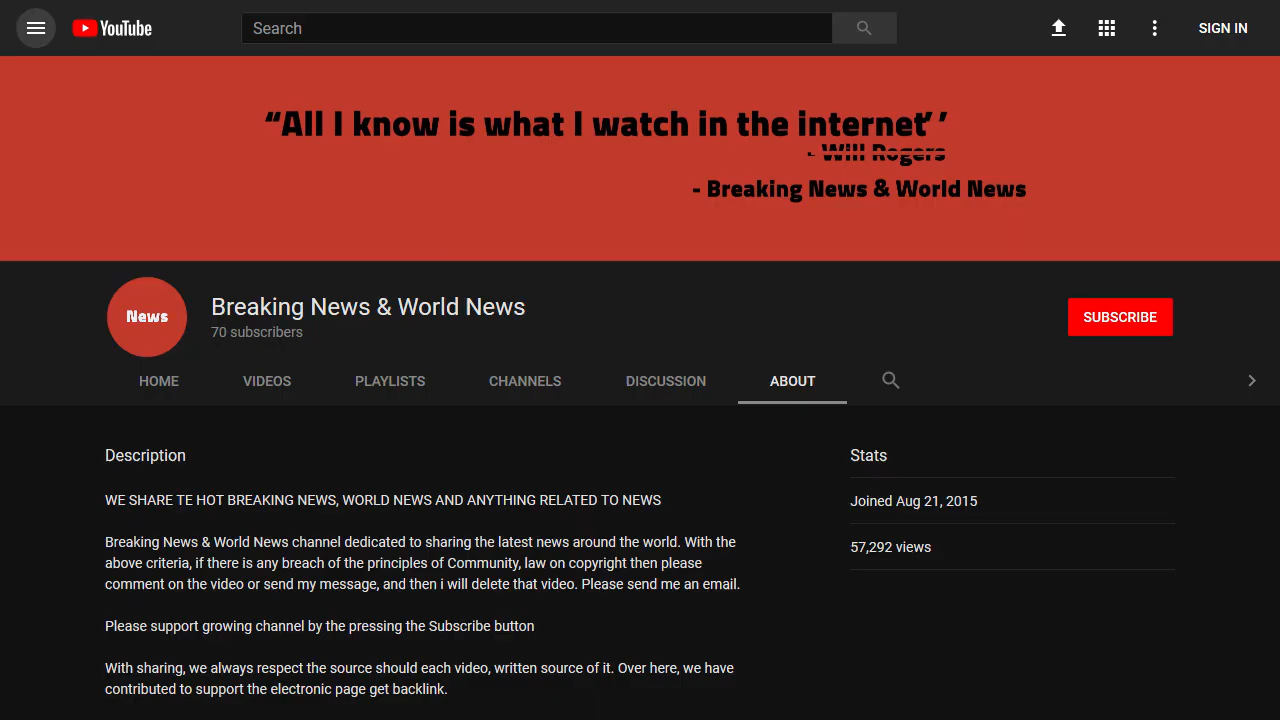 YouTube
Search
SIGN IN
“All I know is what I watch in the internet’’
- Will Rogers
- Breaking News & World News
News
Breaking News & World News
70 subscribers
SUBSCRIBE
HOME VIDEOS PLAYLISTS CHANNELS DISCUSSION ABOUT
Description
Stats
WE SHARE TE HOT BREAKING NEWS, WORLD NEWS AND ANYTHING RELATED TO NEWS
Joined Aug 21, 2015
Breaking News & World News channel dedicated to sharing the latest news around the world. With the
57,292 views
above criteria, if there is any breach of the principles of Community, law on copyright then please
comment on the video or send my message, and then i will delete that video. Please send me an email.
Please support growing channel by the pressing the Subscribe button
With sharing, we always respect the source should each video, written source of it. Over here, we have
contributed to support the electronic page get backlink.